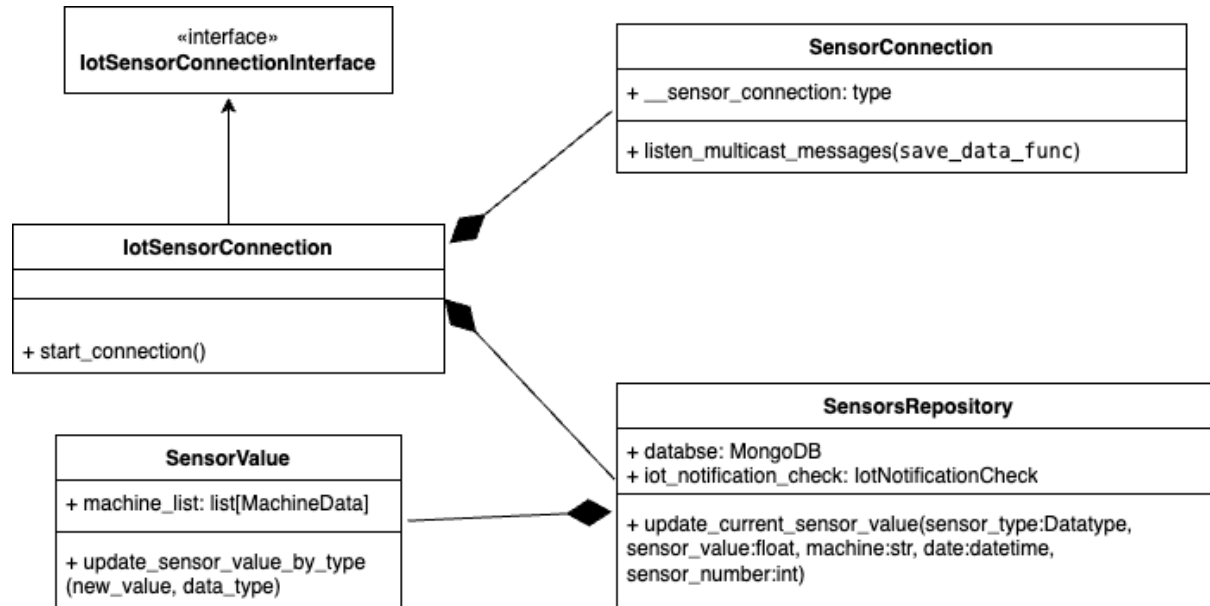 «interface»
IotSensorConnectionInterface
SensorConnection
+ __sensor_connection: type
+ listen_multicast_messages(save_data_func)
IotSensorConnection
+ start_connection()
SensorsRepository
+ databse: MongoDB
+ iot_notification_check: IotNotificationCheck
+ update_current_sensor_value(sensor_type:Datatype,
sensor_value:float, machine:str, date:datetime,
sensor_number:int)
SensorValue
+ machine_list: list[MachineData]
+ update_sensor_value_by_type
(new_value, data_type)